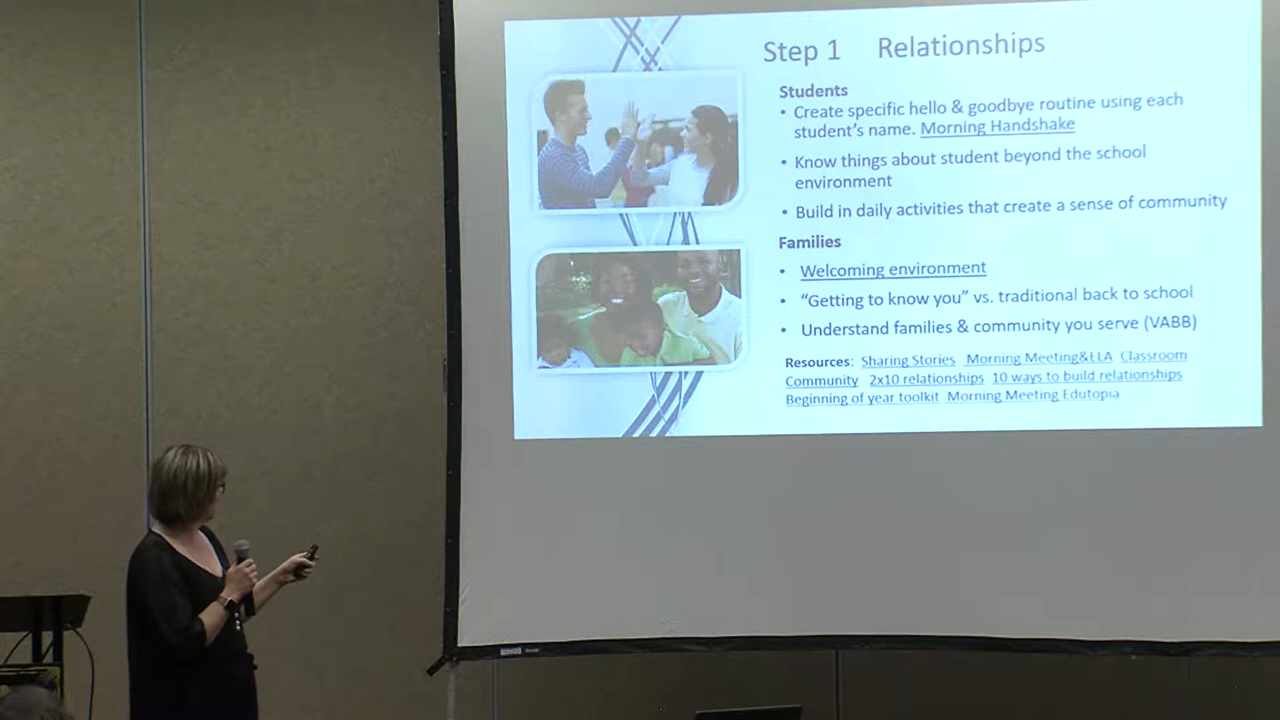 Step 1 Relationships
Students
• Create specific hello & goodbye routine using each
student's name. Morning Handshake
• Know things about student beyond the school
environment
• Build in daily activities that create a sense of community
Families
• Welcoming environment
• "Getting to know you" vs. traditional back to school
• Understand families & community you serve (VABB)
Resources: Sharing Stories Morning Meeting&ELA Classroom
Community 2x10 relationships 10 ways to build relationships
Beginning of year toolkit Morning Meeting Edutopia